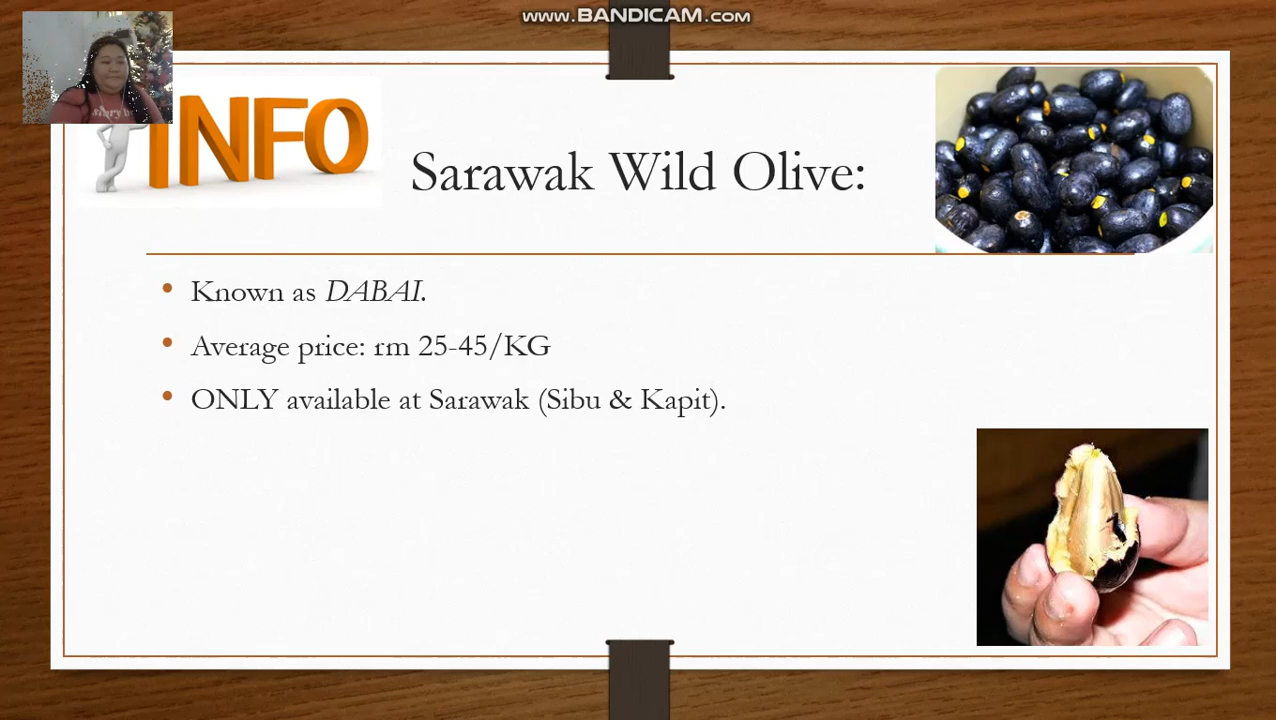 www.BANDICAM.com
INFO
Sarawak Wild Olive:
• Known as DABAI.
• Average price: rm 25-45/KG
• ONLY available at Sarawak (Sibu & Kapit).